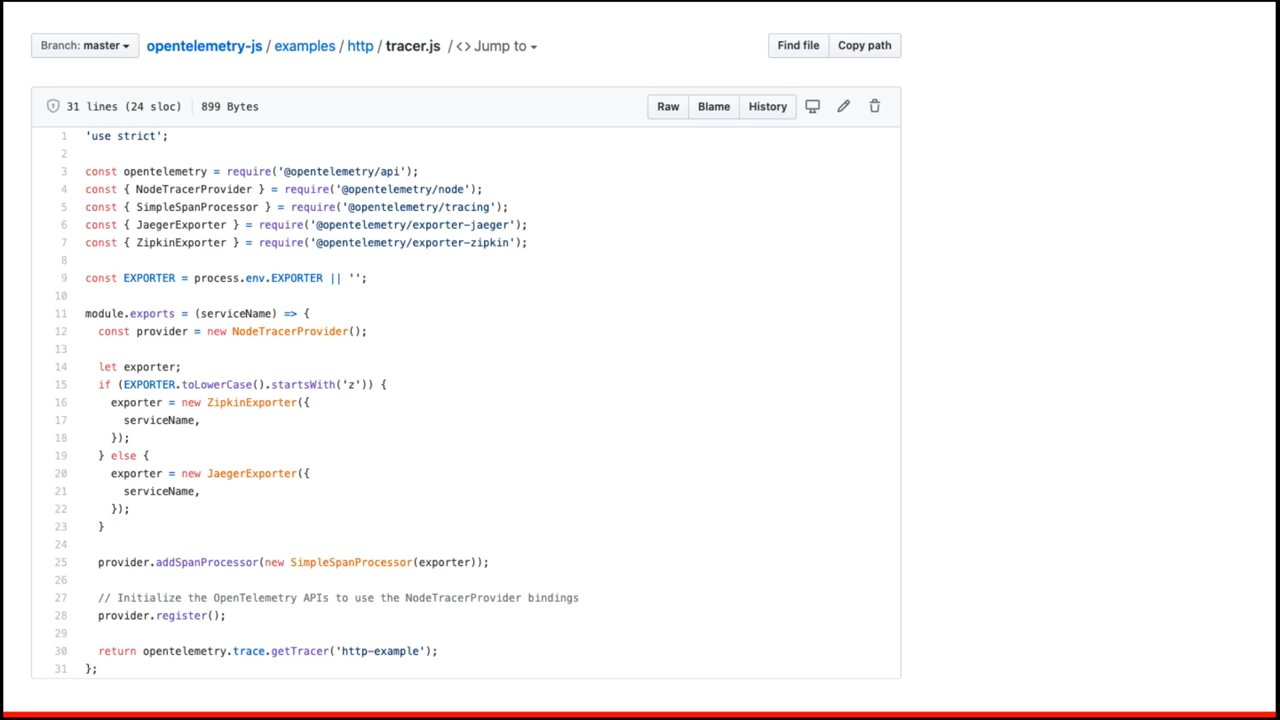 Branch: master
opentelemetry-js / examples / http / tracer.js / <> Jump to
Find file Copy path
31 lines (24 sloc) 899 Bytes
Raw Blame History
1 'use strict';
2
3 const opentelemetry = require('@opentelemetry/api');
4 const { NodeTracerProvider } = require('@opentelemetry/node');
5 const { SimpleSpanProcessor } = require('@opentelemetry/tracing');
6 const { JaegerExporter } = require('@opentelemetry/exporter-jaeger');
7 const { ZipkinExporter } = require('@opentelemetry/exporter-zipkin');
8
9 const EXPORTER = process.env.EXPORTER || '';
10
11 module.exports = (serviceName) => {
12   const provider = new NodeTracerProvider();
13
14   let exporter;
15   if (EXPORTER.toLowerCase().startsWith('z')) {
16     exporter = new ZipkinExporter({
17       serviceName,
18     });
19   } else {
20     exporter = new JaegerExporter({
21       serviceName,
22     });
23   }
24
25   provider.addSpanProcessor(new SimpleSpanProcessor(exporter));
26
27   // Initialize the OpenTelemetry APIs to use the NodeTracerProvider bindings
28   provider.register();
29
30   return opentelemetry.trace.getTracer('http-example');
31 };